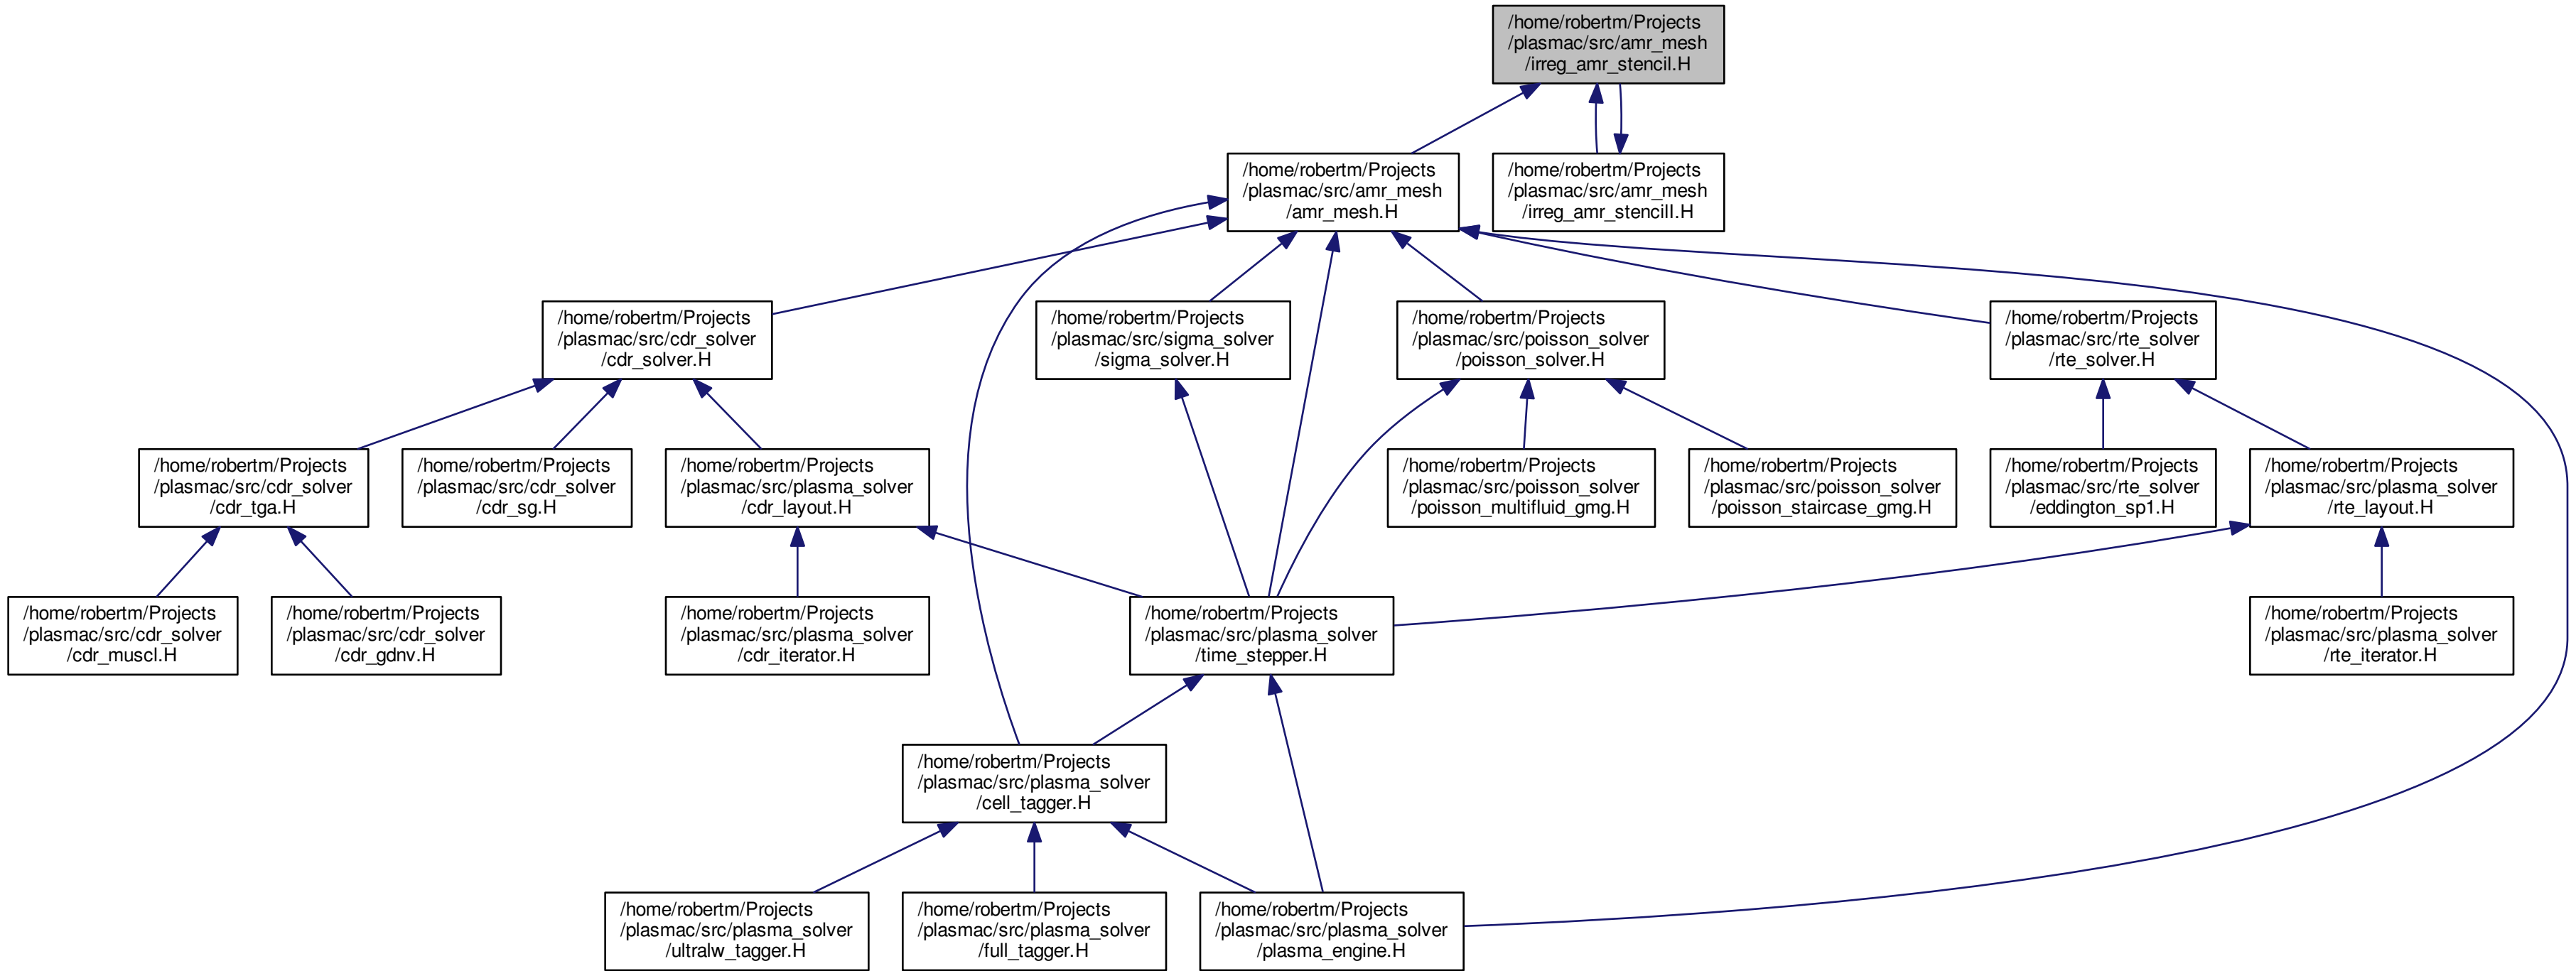 /home/robertm/Projects
/plasmac/src/amr_mesh
/irreg_amr_stencil.H
/home/robertm/Projects
/plasmac/src/amr_mesh
/amr_mesh.H
/home/robertm/Projects
/plasmac/src/amr_mesh
/irreg_amr_stencilI.H
/home/robertm/Projects
/plasmac/src/cdr_solver
/cdr_solver.H
/home/robertm/Projects
/plasmac/src/sigma_solver
/sigma_solver.H
/home/robertm/Projects
/plasmac/src/poisson_solver
/poisson_solver.H
/home/robertm/Projects
/plasmac/src/rte_solver
/rte_solver.H
/home/robertm/Projects
/plasmac/src/cdr_solver
/cdr_tga.H
/home/robertm/Projects
/plasmac/src/cdr_solver
/cdr_sg.H
/home/robertm/Projects
/plasmac/src/plasma_solver
/cdr_layout.H
/home/robertm/Projects
/plasmac/src/poisson_solver
/poisson_multifluid_gmg.H
/home/robertm/Projects
/plasmac/src/poisson_solver
/poisson_staircase_gmg.H
/home/robertm/Projects
/plasmac/src/rte_solver
/eddington_sp1.H
/home/robertm/Projects
/plasmac/src/plasma_solver
/rte_layout.H
/home/robertm/Projects
/plasmac/src/cdr_solver
/cdr_muscl.H
/home/robertm/Projects
/plasmac/src/cdr_solver
/cdr_gdnv.H
/home/robertm/Projects
/plasmac/src/plasma_solver
/cdr_iterator.H
/home/robertm/Projects
/plasmac/src/plasma_solver
/time_stepper.H
/home/robertm/Projects
/plasmac/src/plasma_solver
/rte_iterator.H
/home/robertm/Projects
/plasmac/src/plasma_solver
/cell_tagger.H
/home/robertm/Projects
/plasmac/src/plasma_solver
/ultralw_tagger.H
/home/robertm/Projects
/plasmac/src/plasma_solver
/full_tagger.H
/home/robertm/Projects
/plasmac/src/plasma_solver
/plasma_engine.H